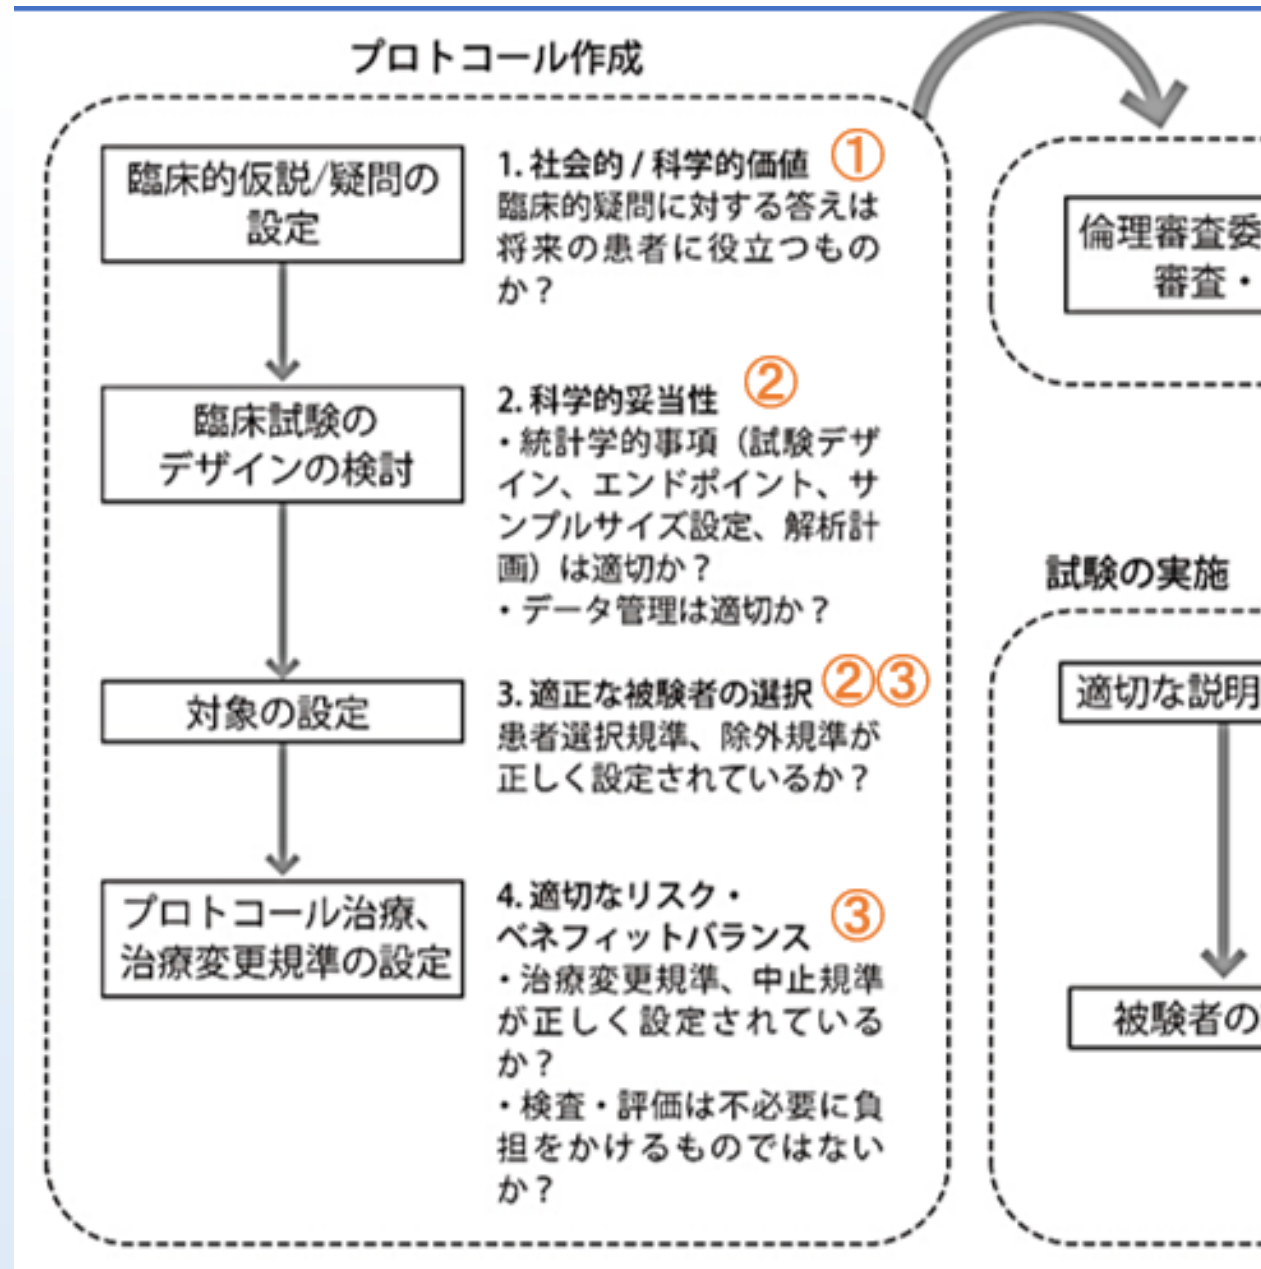 プロトコール作成
臨床的仮説/疑問の
設定
1. 社会的 / 科学的価値 ①
臨床的疑問に対する答えは
将来の患者に役立つもの
か？
臨床試験の
デザインの検討
2. 科学的妥当性 ②
・統計学的事項（試験デザ
イン、エンドポイント、サ
ンプルサイズ設定、解析計
画）は適切か？
・データ管理は適切か？
対象の設定
3. 適正な被験者の選択 ②③
患者選択規準、除外規準が
正しく設定されているか？
プロトコール治療、
治療変更規準の設定
4. 適切なリスク・
ベネフィットバランス ③
・治療変更規準、中止規準
が正しく設定されている
か？
・検査・評価は不必要に負
担をかけるものではない
か？
倫理審査委
審査・
試験の実施
適切な説明
被験者の